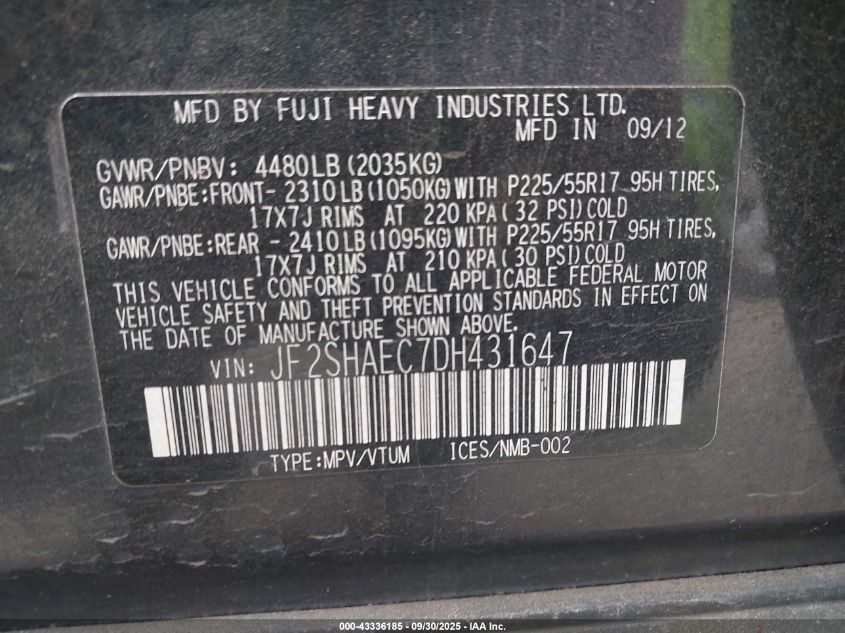 MFD BY FUJI HEAVY INDUSTRIES LTD.
MFD IN 09/12
GVWR/PNBV: 4480LB (2035KG)
GAWR/PNBE:FRONT- 2310LB (1050KG) WITH P225/55R17 95H TIRES,
17X7J RIMS AT 220 KPA ( 32 PSI) COLD
GAWR/PNBE:REAR - 2410LB (1095KG) WITH P225/55R17 95H TIRES,
17X7J RIMS AT 210 KPA ( 30 PSI) COLD
THIS VEHICLE CONFORMS TO ALL APPLICABLE FEDERAL MOTOR
VEHICLE SAFETY AND THEFT PREVENTION STANDARDS IN EFFECT ON
THE DATE OF MANUFACTURE SHOWN ABOVE.
VIN: JF2SHAEC7DH431647
TYPE:MPV/VTUM ICES/NMB-002
000-43336185 - 09/30/2025 - IAA Inc.